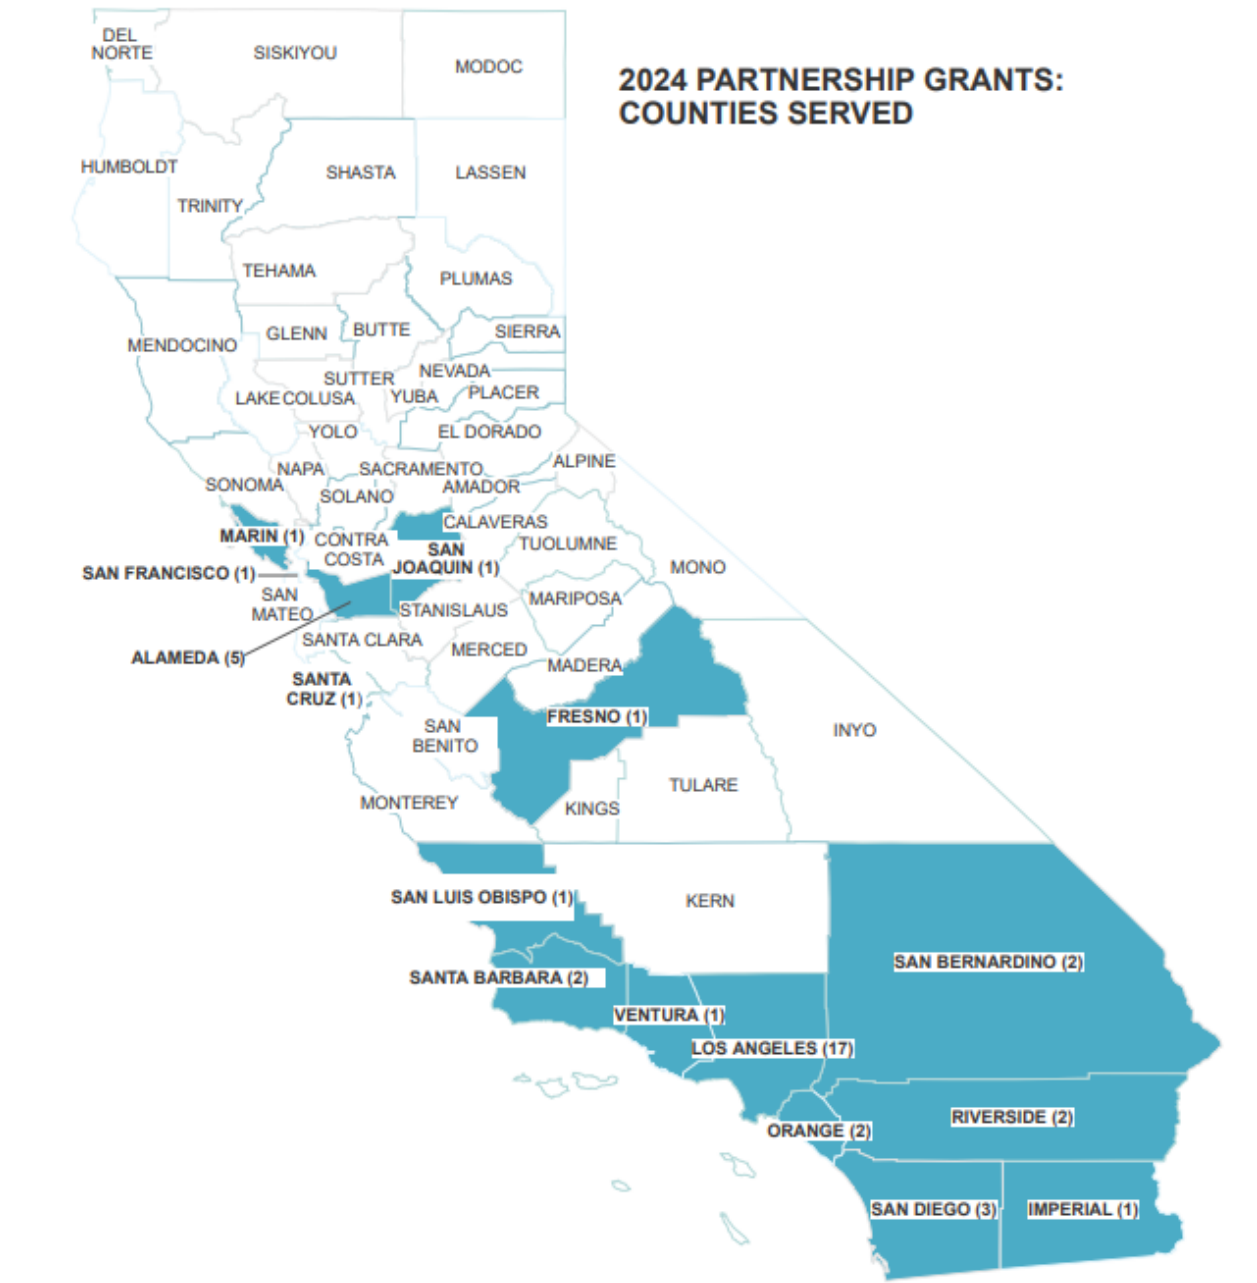 2024 PARTNERSHIP GRANTS:
COUNTIES SERVED
DEL
NORTE
SISKIYOU
MODOC
HUMBOLDT
TRINITY
SHASTA
LASSEN
TEHAMA
PLUMAS
MENDOCINO
GLENN
BUTTE
SIERRA
LAKE
COLUSA
SUTTER
YUBA
NEVADA
PLACER
YOLO
EL DORADO
SONOMA
NAPA
SOLANO
SACRAMENTO
AMADOR
ALPINE
MARIN (1)
CONTRA
COSTA
SAN
JOAQUIN (1)
CALAVERAS
TUOLUMNE
MONO
SAN FRANCISCO (1)
SAN
MATEO
STANISLAUS
MARIPOSA
ALAMEDA (5)
SANTA CLARA
MERCED
MADERA
SANTA
CRUZ (1)
SAN
BENITO
FRESNO (1)
INYO
MONTEREY
KINGS
TULARE
SAN LUIS OBISPO (1)
KERN
SAN BERNARDINO (2)
SANTA BARBARA (2)
VENTURA (1)
LOS ANGELES (17)
ORANGE (2)
RIVERSIDE (2)
SAN DIEGO (3)
IMPERIAL (1)